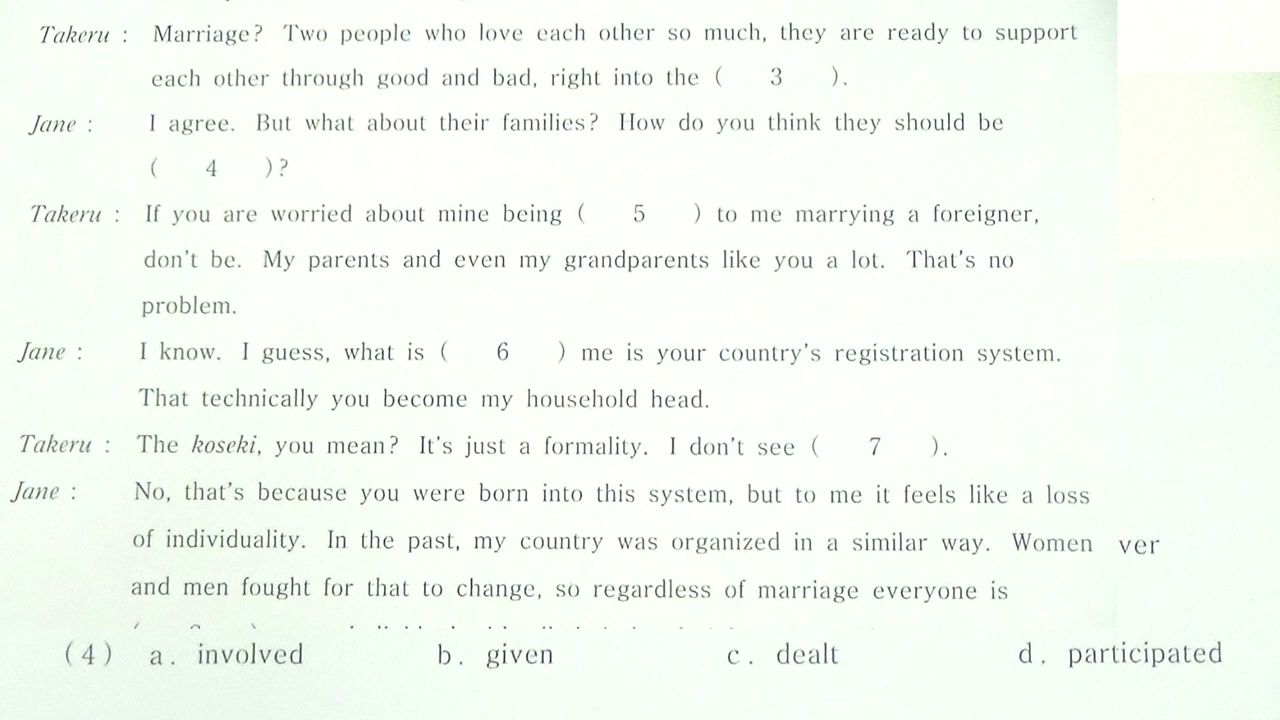 Takeru : Marriage? Two people who love each other so much, they are ready to support
each other through good and bad, right into the ( 3 ).
Jane : I agree. But what about their families? How do you think they should be
( 4 )?
Takeru : If you are worried about mine being ( 5 ) to me marrying a foreigner,
don't be. My parents and even my grandparents like you a lot. That's no
problem.
Jane : I know. I guess, what is ( 6 ) me is your country's registration system.
That technically you become my household head.
Takeru : The koseki, you mean? It's just a formality. I don't see ( 7 ).
Jane : No, that's because you were born into this system, but to me it feels like a loss
of individuality. In the past, my country was organized in a similar way. Women ver
and men fought for that to change, so regardless of marriage everyone is
(4) a. involved b. given c. dealt d. participated